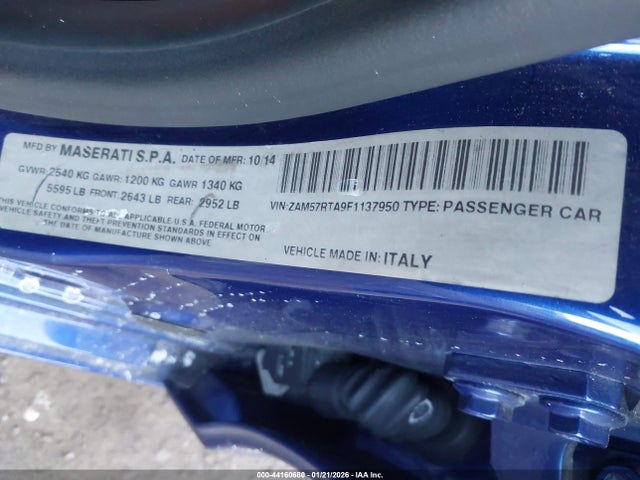 MFD BY MASERATI S.P.A. DATE OF MFR: 10 14
GVWR: 2540 KG GAWR: 1200 KG GAWR 1340 KG
5595 LB FRONT 2643 LB REAR: 2952 LB
THIS VEHICLE CONFORMS TO ALL APPLICABLE U.S.A. FEDERAL MOTOR
VEHICLE SAFETY AND THEFT PREVENTION STANDARDS IN EFFECT ON
THE DATE OF MANUFACTURE SHOWN ABOVE.
VIN: ZAM57RTA9F1137950 TYPE: PASSENGER CAR
VEHICLE MADE IN: ITALY
000-44160680 - 01/21/2026 - IAA Inc.